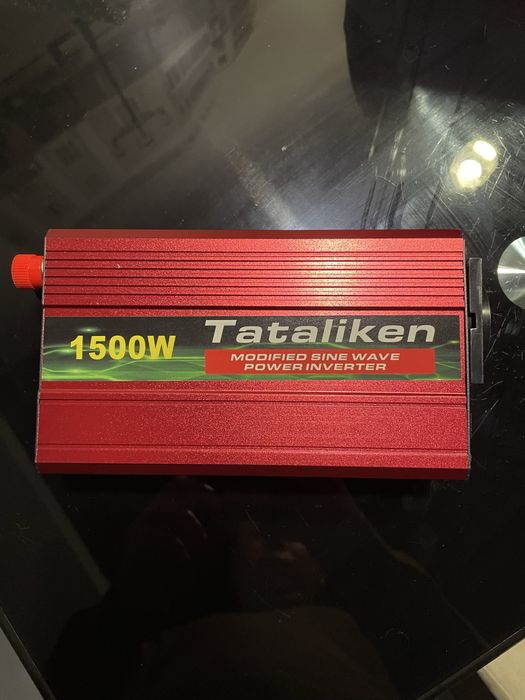 1500W
Tataliken
MODIFIED SINE WAVE
POWER INVERTER